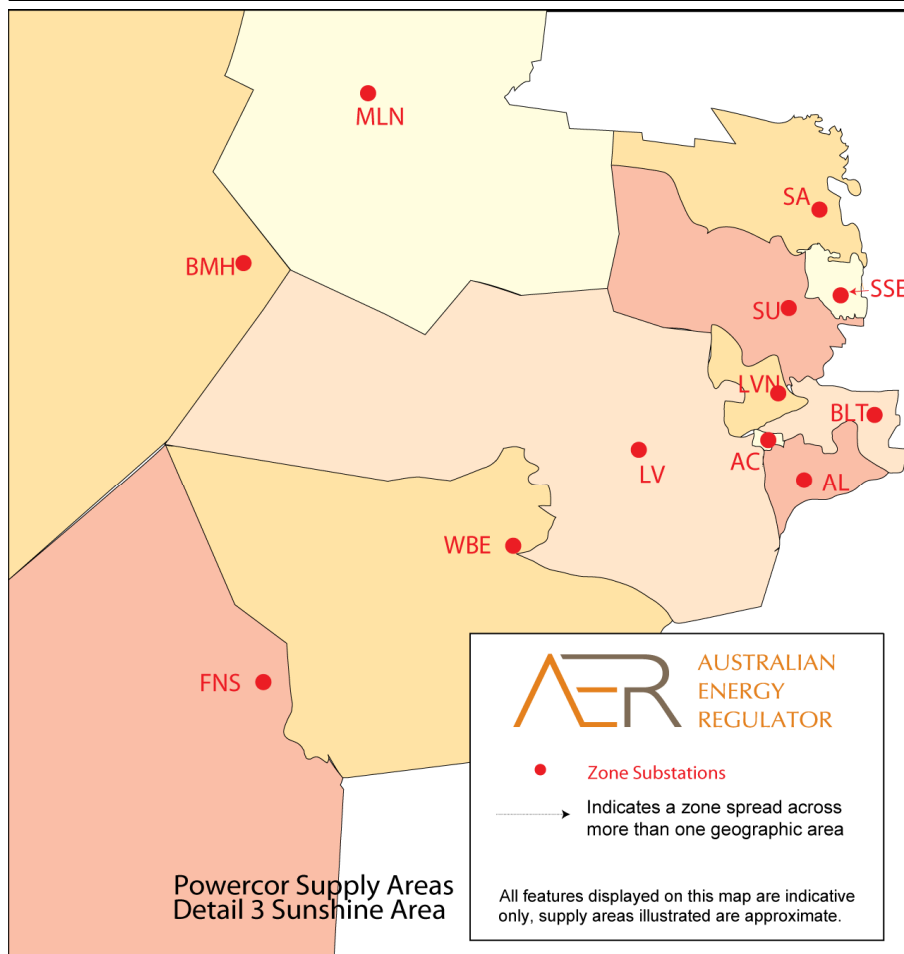 MLN
SA
BMH
SSE
SU
LVN
BLT
AC
LV
AL
WBE
FNS
AER
AUSTRALIAN
ENERGY
REGULATOR
Zone Substations
Indicates a zone spread across
more than one geographic area
Powercor Supply Areas
Detail 3 Sunshine Area
All features displayed on this map are indicative
only, supply areas illustrated are approximate.